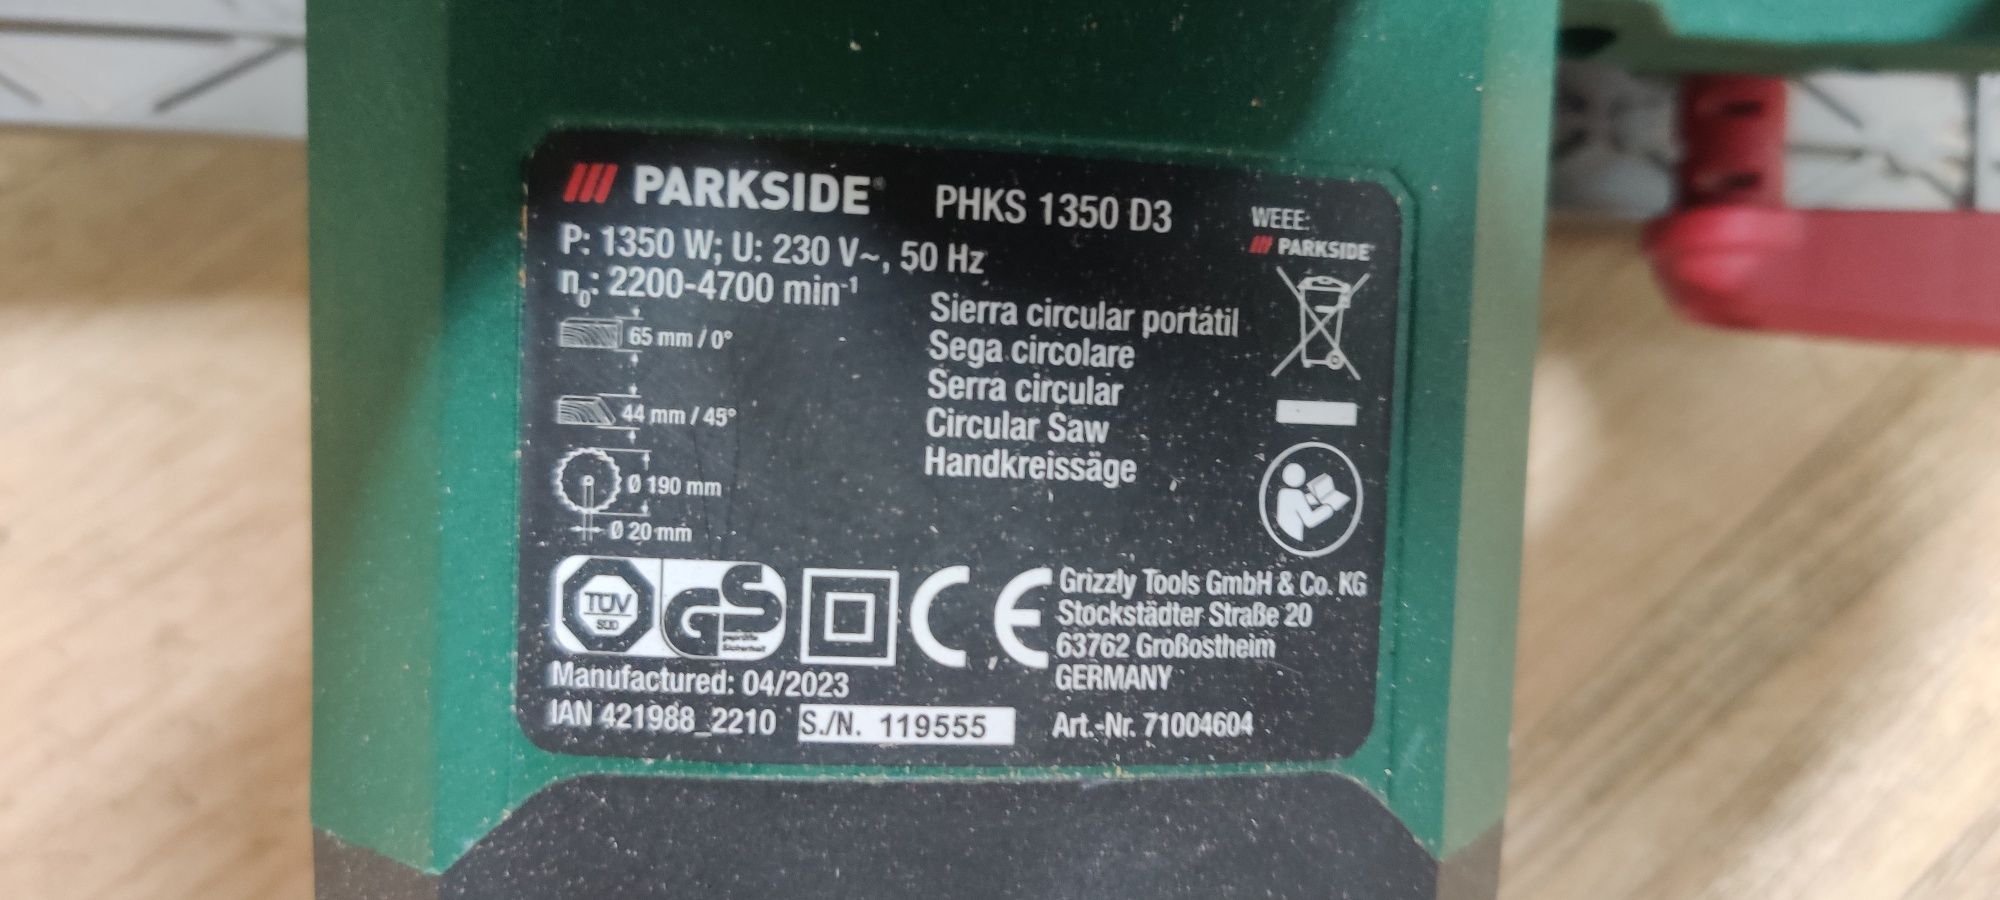 PARKSIDE® PHKS 1350 D3
P: 1350 W; U: 230 V~, 50 Hz
n₀: 2200-4700 min⁻¹
65 mm / 0°
44 mm / 45°
Ø 190 mm
Ø 20 mm
Sierra circular portátil
Sega circolare
Serra circular
Circular Saw
Handkreissäge
WEEE:
PARKSIDE
TÜV
SÜD
GS
geprüfte
Sicherheit
CE
Grizzly Tools GmbH & Co. KG
Stockstädter Straße 20
63762 Großostheim
GERMANY
Manufactured: 04/2023
IAN 421988_2210 S./N. 119555 Art.-Nr. 71004604